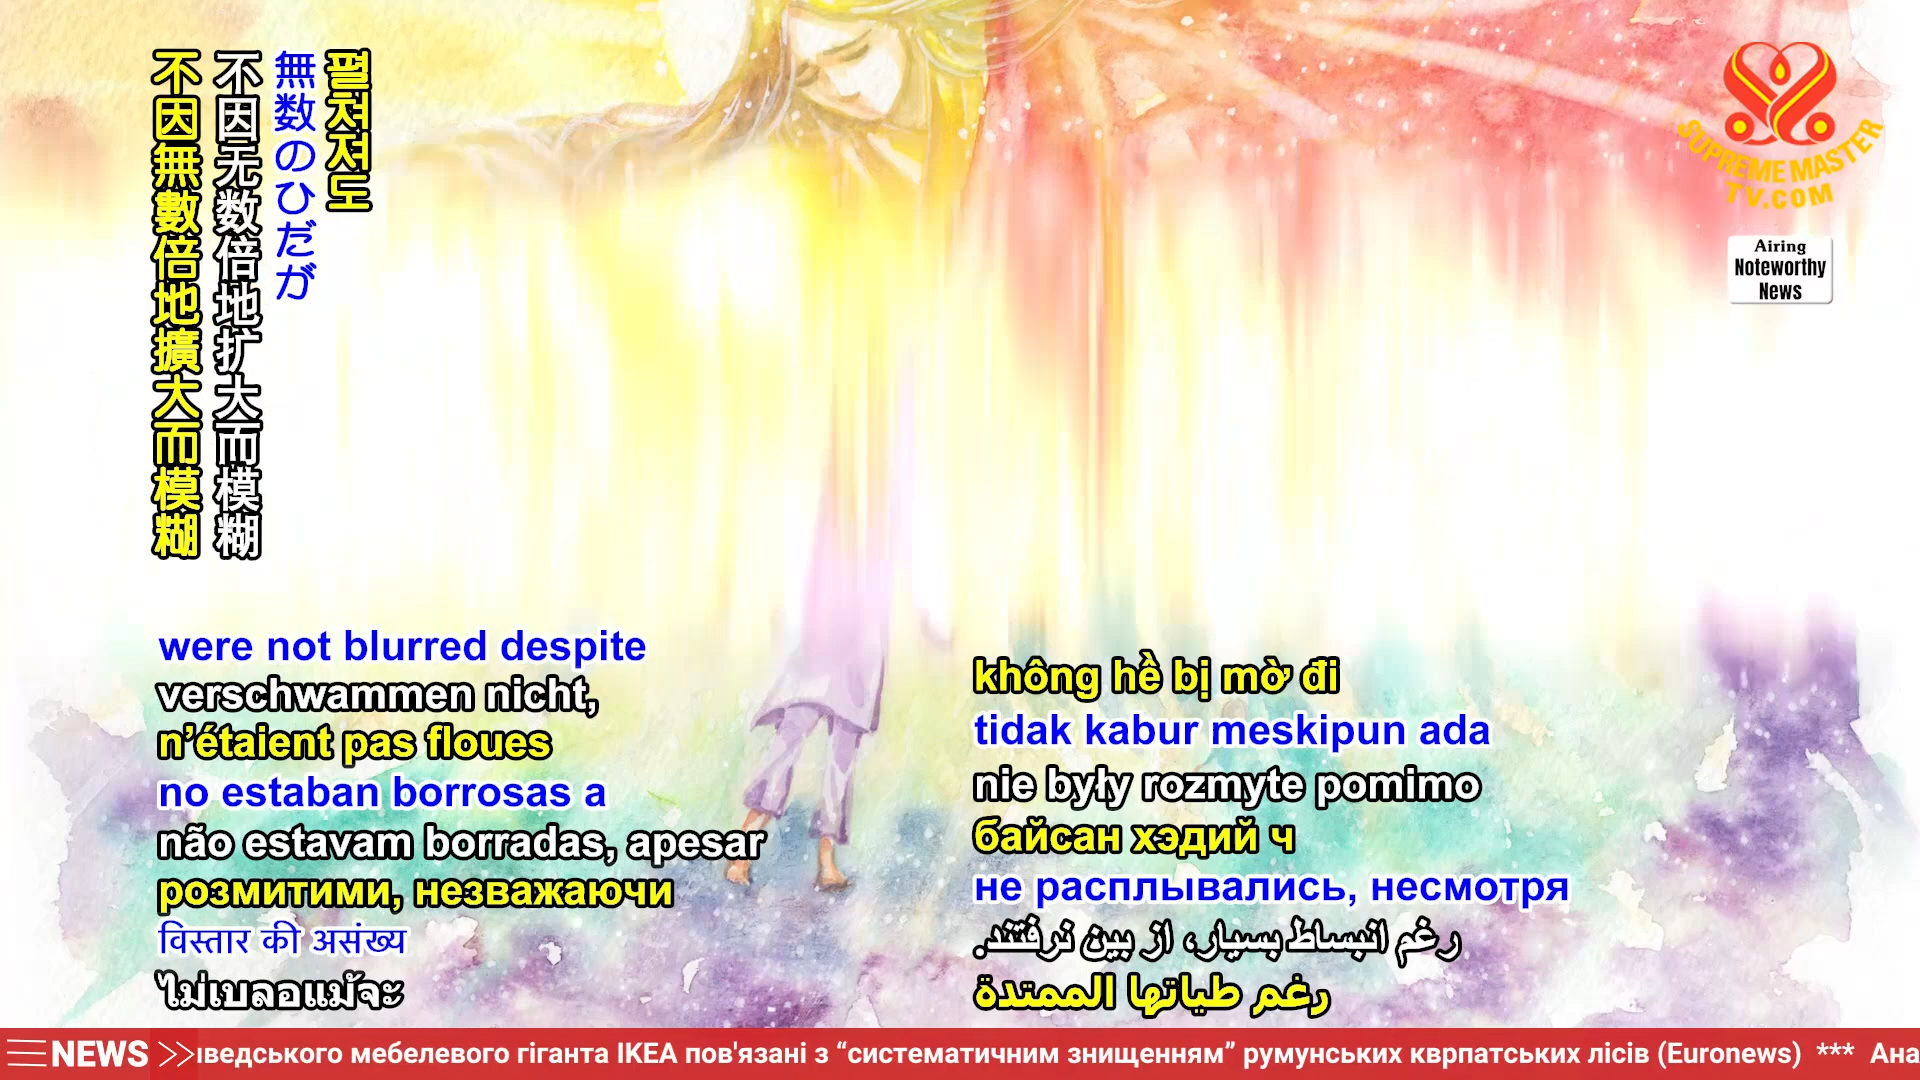 펼쳐져도
無数のひだが
不因无数倍地扩大而模糊
不因無數倍地擴大而模糊
SUPREME MASTER
TV.COM
Airing
Noteworthy
News
were not blurred despite
verschwammen nicht,
n’étaient pas floues
no estaban borrosas a
não estavam borradas, apesar
розмитими, незважаючи
विस्तार की असंख्य
ไม่เบลอแม้จะ
không hề bị mờ đi
tidak kabur meskipun ada
nie były rozmyte pomimo
байсан хэдий ч
не расплывались, несмотря
رغم انبساط بسیار، از بین نرفتند.
رغم طياتها الممتدة
NEWS ведського мебелевого гіганта IKEA пов'язані з “систематичним знищенням” румунських кврпатських лісів (Euronews) *** Ана